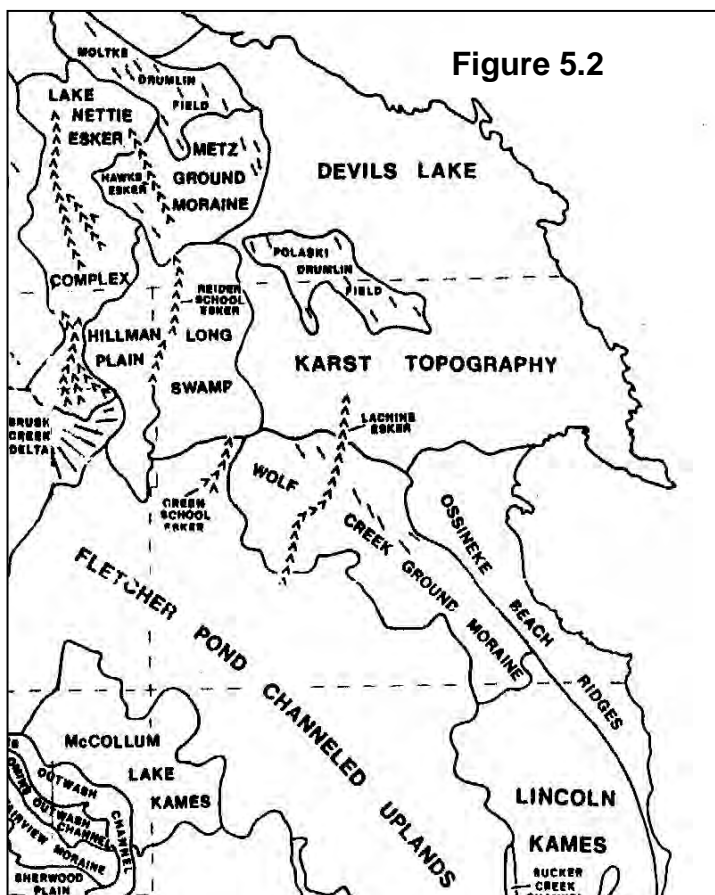 Figure 5.2
MOLTKE
DRUMLIN
FIELD
LAKE
NETTIE
ESKER
COMPLEX
HAWKS
ESKER
METZ
GROUND
MORAINE
DEVILS LAKE
POLASKI
DRUMLIN
FIELD
REIDER
SCHOOL
ESKER
HILLMAN
PLAIN
LONG
SWAMP
KARST TOPOGRAPHY
LACHINE
ESKER
BRUSH
CREEK
DELTA
GREEN
SCHOOL
ESKER
WOLF
CREEK
GROUND
MORAINE
OSSINEKE
BEACH
RIDGES
FLETCHER
POND
CHANNELED
UPLANDS
McCOLLUM
LAKE
KAMES
OUTWASH
CHANNEL
OUTWASH
CHANNEL
FAIRVIEW MORAINE
SHERWOOD
PLAIN
LINCOLN
KAMES
SUCKER
CREEK